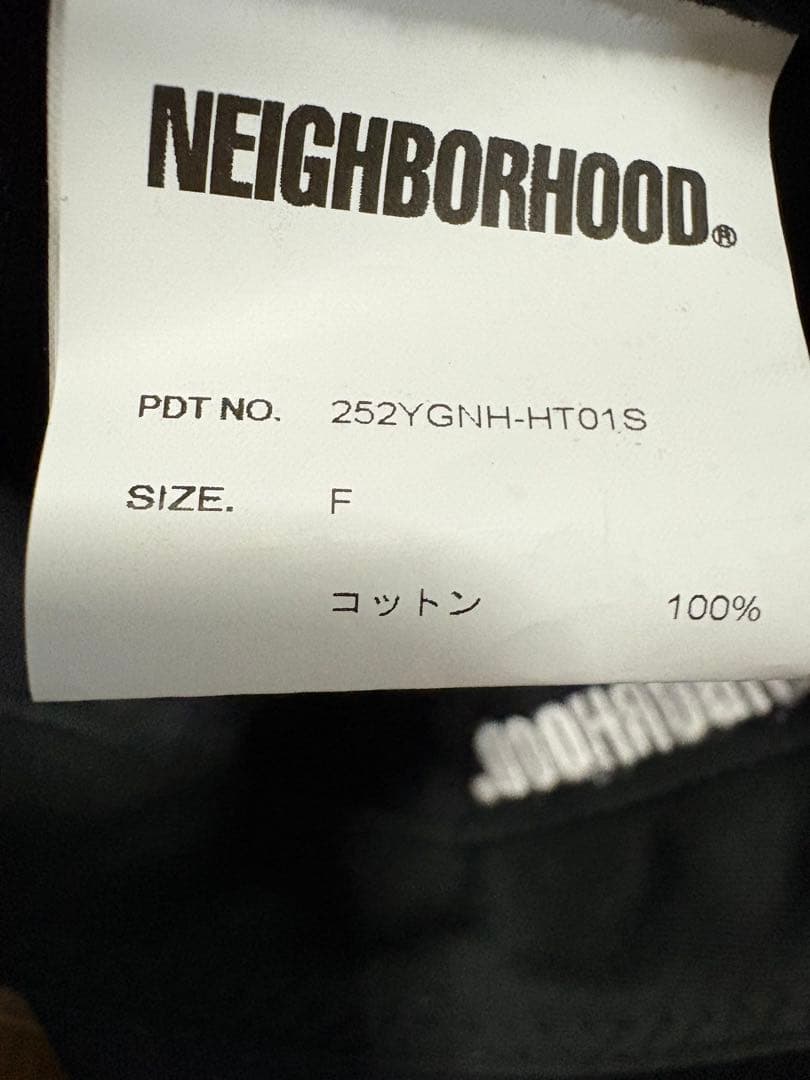 NEIGHBORHOOD®
PDT NO. 252YGNH-HT01S
SIZE. F
コットン 100%